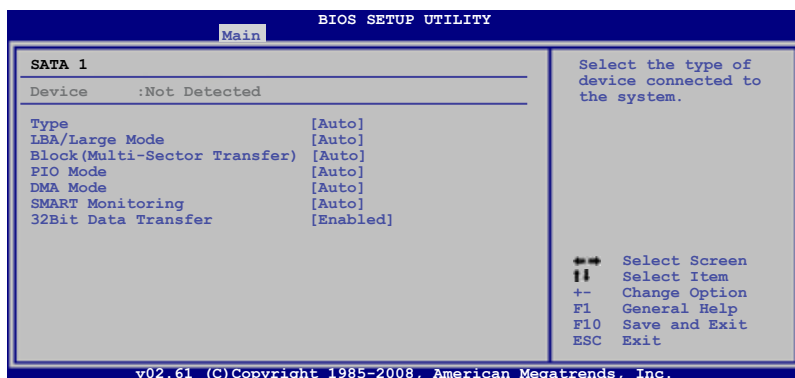 BIOS SETUP UTILITY
Main
SATA 1
Device :Not Detected
Type [Auto]
LBA/Large Mode [Auto]
Block(Multi-Sector Transfer) [Auto]
PIO Mode [Auto]
DMA Mode [Auto]
SMART Monitoring [Auto]
32Bit Data Transfer [Enabled]
Select the type of
device connected to
the system.
←→ Select Screen
↑↓ Select Item
+- Change Option
F1 General Help
F10 Save and Exit
ESC Exit
v02.61 (C)Copyright 1985-2008, American Megatrends, Inc.